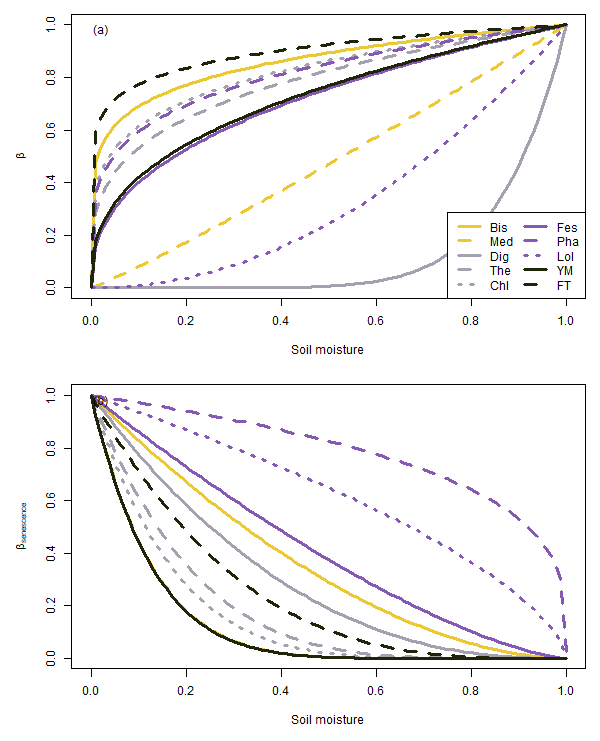 (a)
1.0
0.8
0.6
0.4
0.2
0.0
β
Bis Fes
Med Pha
Dig Lol
The YM
Chl FT
0.0 0.2 0.4 0.6 0.8 1.0
Soil moisture
1.0
0.8
0.6
0.4
0.2
0.0
βsenescence
0.0 0.2 0.4 0.6 0.8 1.0
Soil moisture